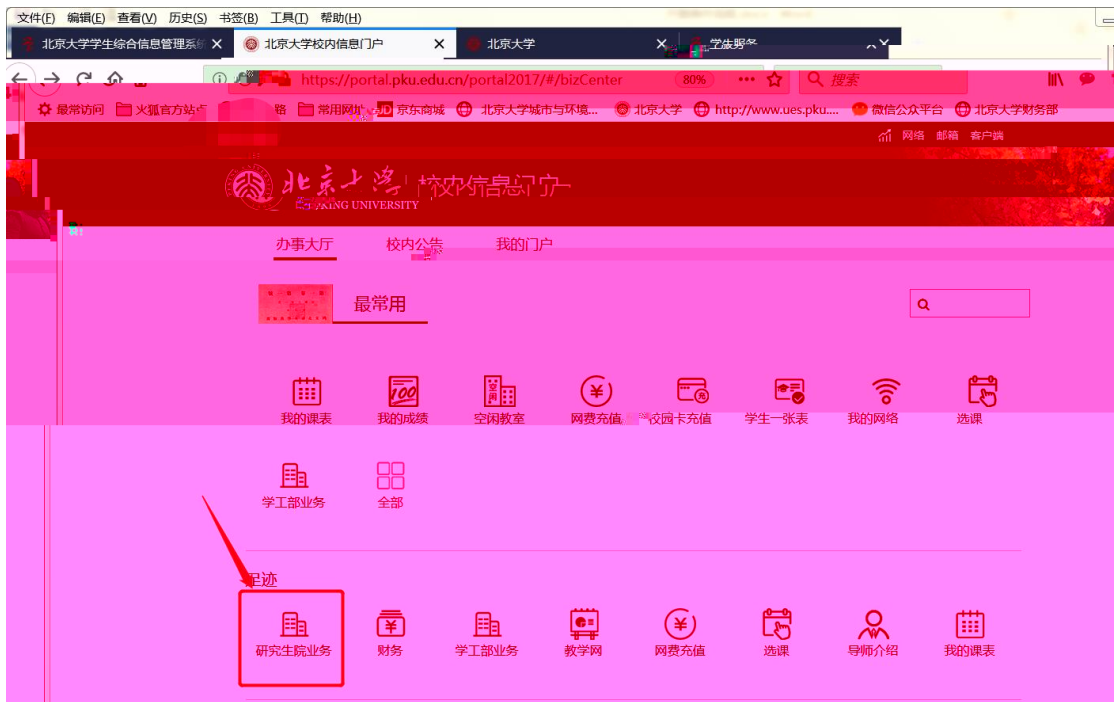 文件(F) 编辑(E) 查看(V) 历史(S) 书签(B) 工具(T) 帮助(H)
北京大学学生综合信息管理系统 北京大学校内信息门户 北京大学
https://portal.pku.edu.cn/portal2017/#/bizCenter 80% 搜索
最常访问 火狐官方站点 常用网址 JD 京东商城 北京大学城市与环境... 北京大学 http://www.ues.pku.... 微信公众平台 北京大学财务部
网络 邮箱 客户端
北京大学 校内信息门户
PEKING UNIVERSITY
办事大厅 校内公告 我的门户
最常用
100 空闲 ¥ 充
我的课表 我的成绩 空闲教室 网费充值 校园卡充值 学生一张表 我的网络 选课
学工部业务 全部
足迹
¥ ¥
研究生院业务 财务 学工部业务 教学网 网费充值 选课 导师介绍 我的课表